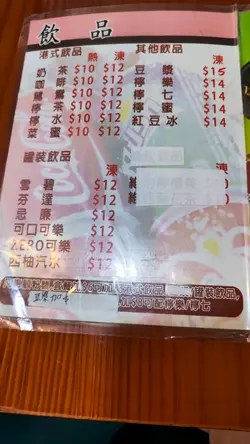 飲品
港式飲品 熱 凍
奶茶 $10 $12
咖啡 $10 $12
鴛鴦 $10 $12
檸茶 $10 $12
檸水 $10 $12
菜蜜 $10 $12
其他飲品 凍
豆漿 $15
檸樂 $14
檸七 $14
檸蜜 $14
紅豆冰 $14
罐裝飲品 凍
雪碧 $12
芬達 $12
忌廉 $12
可口可樂 $12
ZERO可樂 $12
西柚汽水 $12
凍
$12
$12